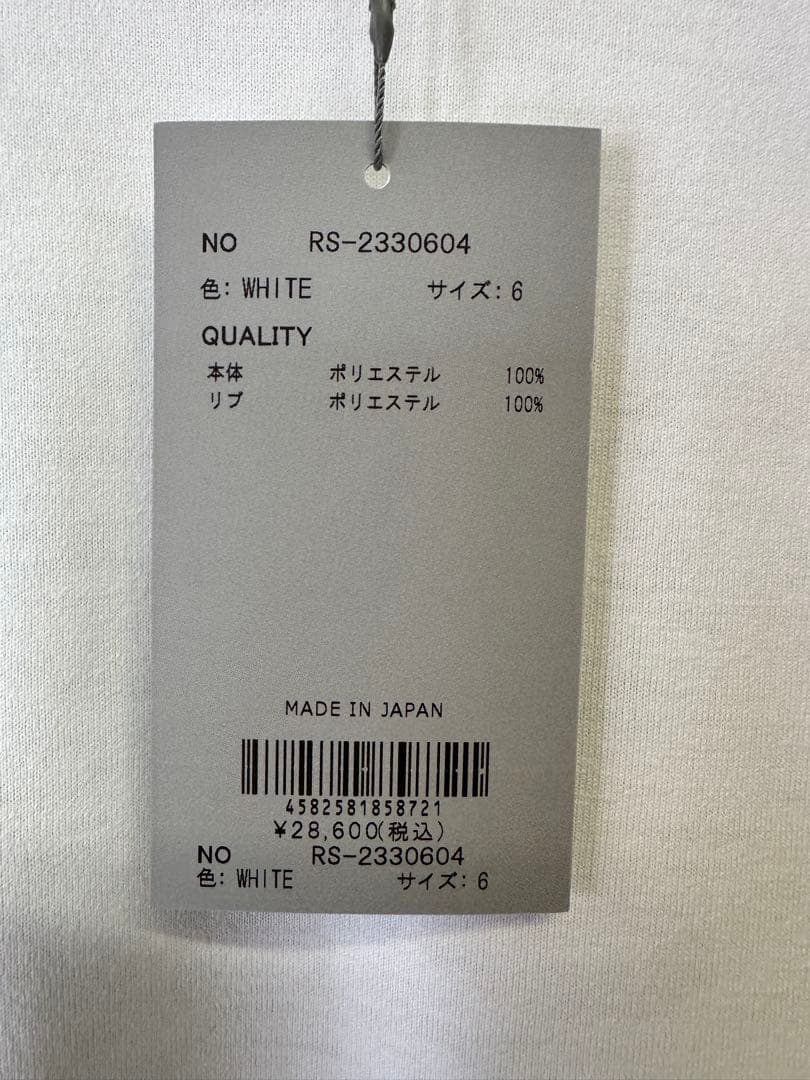 NO RS-2330604
色: WHITE サイズ: 6
QUALITY
本体 ポリエステル 100%
リブ ポリエステル 100%
MADE IN JAPAN
4582581858721
¥28,600(税込)
NO RS-2330604
色: WHITE サイズ: 6